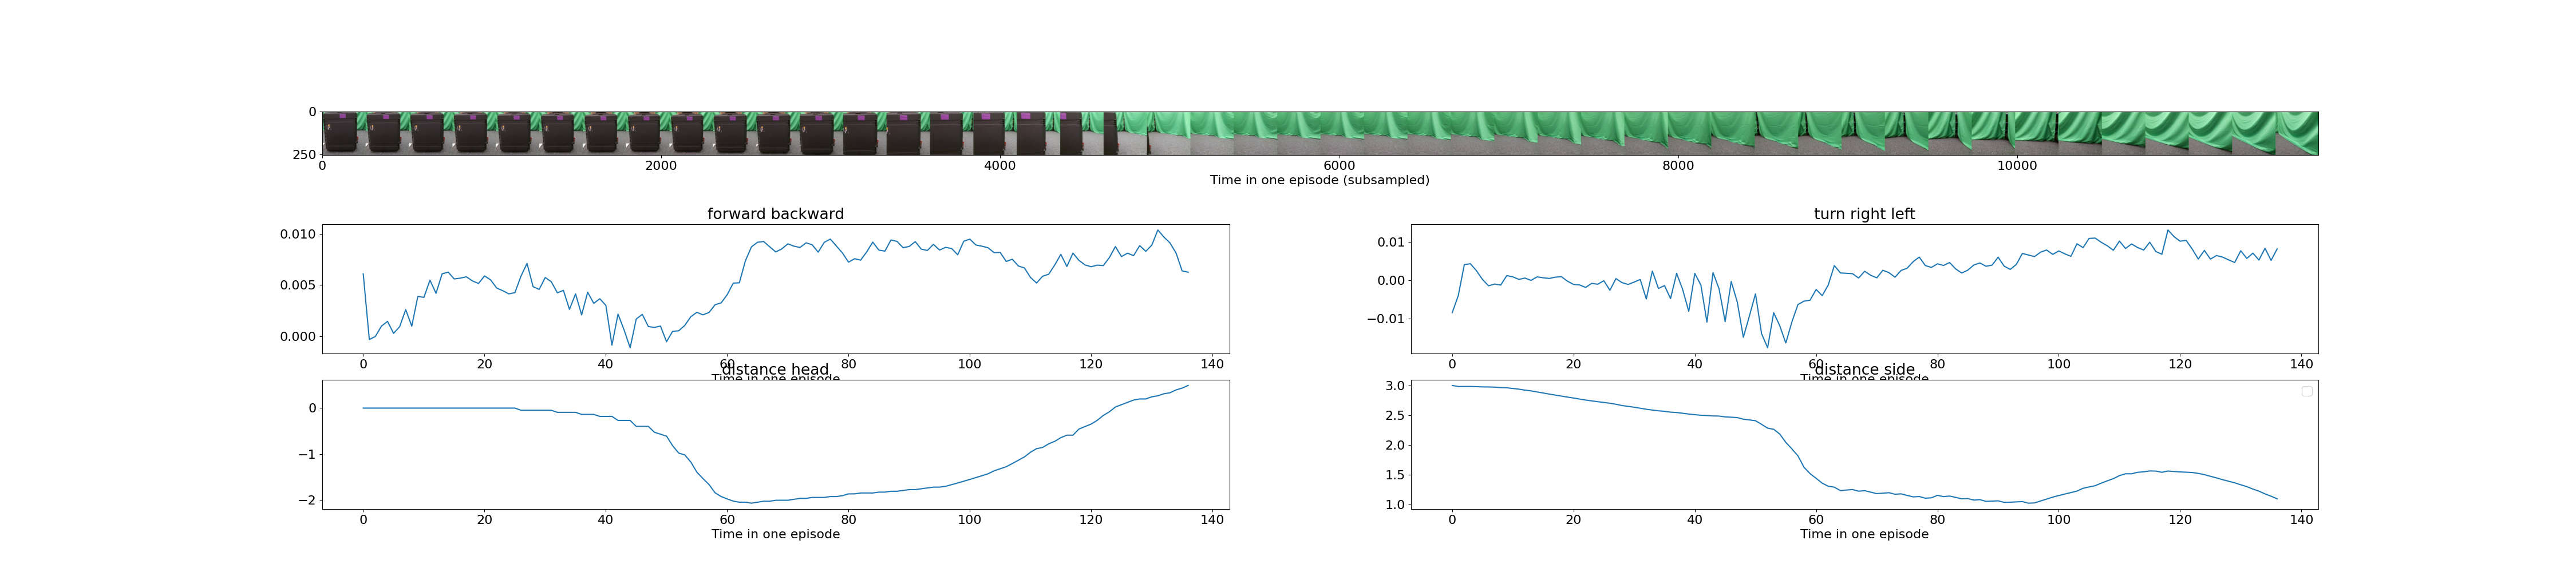 0
250
0 2000 4000 6000 8000 10000
Time in one episode (subsampled)
forward backward
0.010
0.005
0.000
0 20 40 60 80 100 120 140
Time in one episode
turn right left
0.01
0.00
−0.01
0 20 40 60 80 100 120 140
Time in one episode
distance head
0
−1
−2
0 20 40 60 80 100 120 140
Time in one episode
distance side
3.0
2.5
2.0
1.5
1.0
0 20 40 60 80 100 120 140
Time in one episode